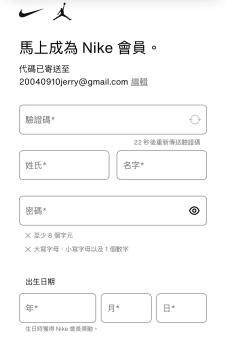 馬上成為 Nike 會員。
代碼已寄送至
20040910jerry@gmail.com 編輯
驗證碼*
22 秒後重新傳送驗證碼
姓氏*
名字*
密碼*
至少 8 個字元
大寫字母、小寫字母以及 1 個數字
出生日期
年*
月*
日*
生日時獲得 Nike 會員獎勵。